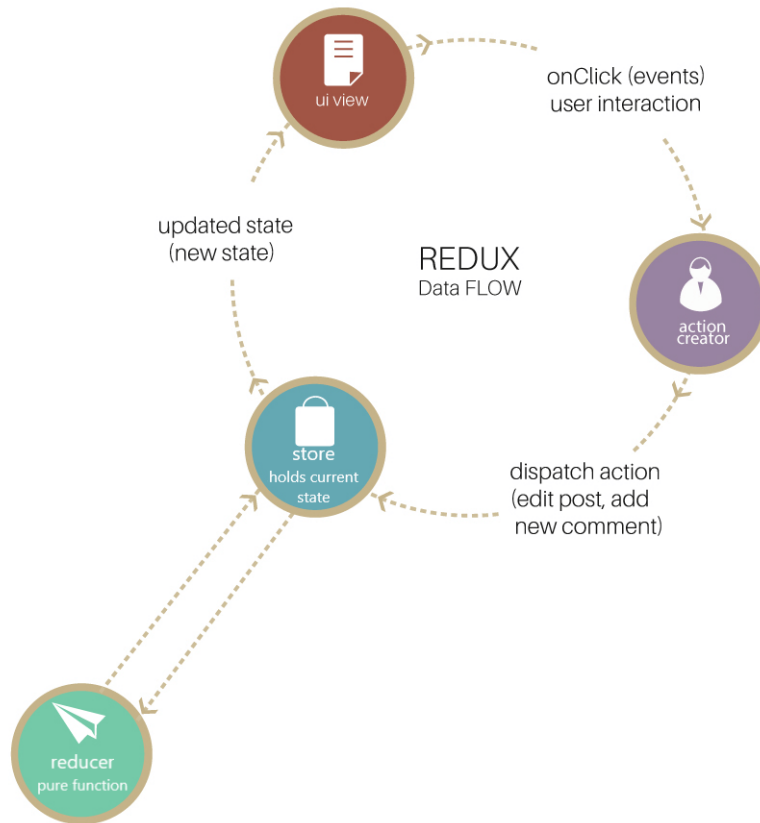 ui view
onClick (events)
user interaction
updated state
(new state)
REDUX
Data FLOW
action
creator
store
holds current
state
dispatch action
(edit post, add
new comment)
reducer
pure function